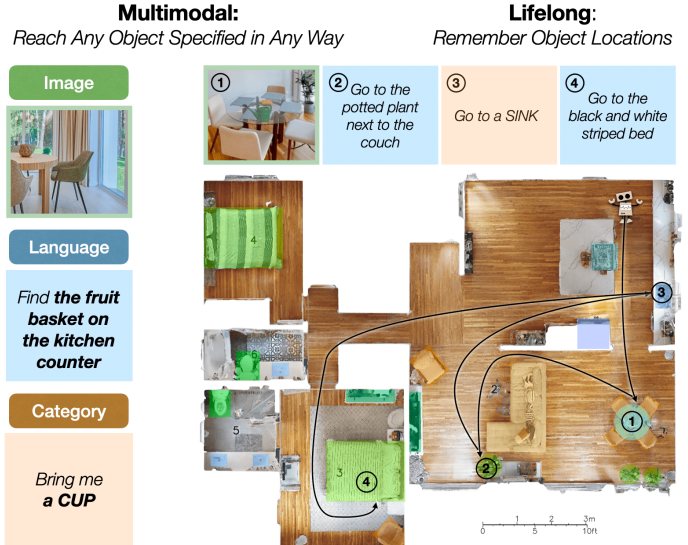 Multimodal:
Reach Any Object Specified in Any Way
Lifelong:
Remember Object Locations
Image
Language
Find the fruit
basket on
the kitchen
counter
Category
Bring me
a CUP
1
2
Go to the
potted plant
next to the
couch
3
Go to a SINK
4
Go to the
black and white
striped bed
4
3
6
5
2
1
3
4
2
1 2 3m
0 5 10ft